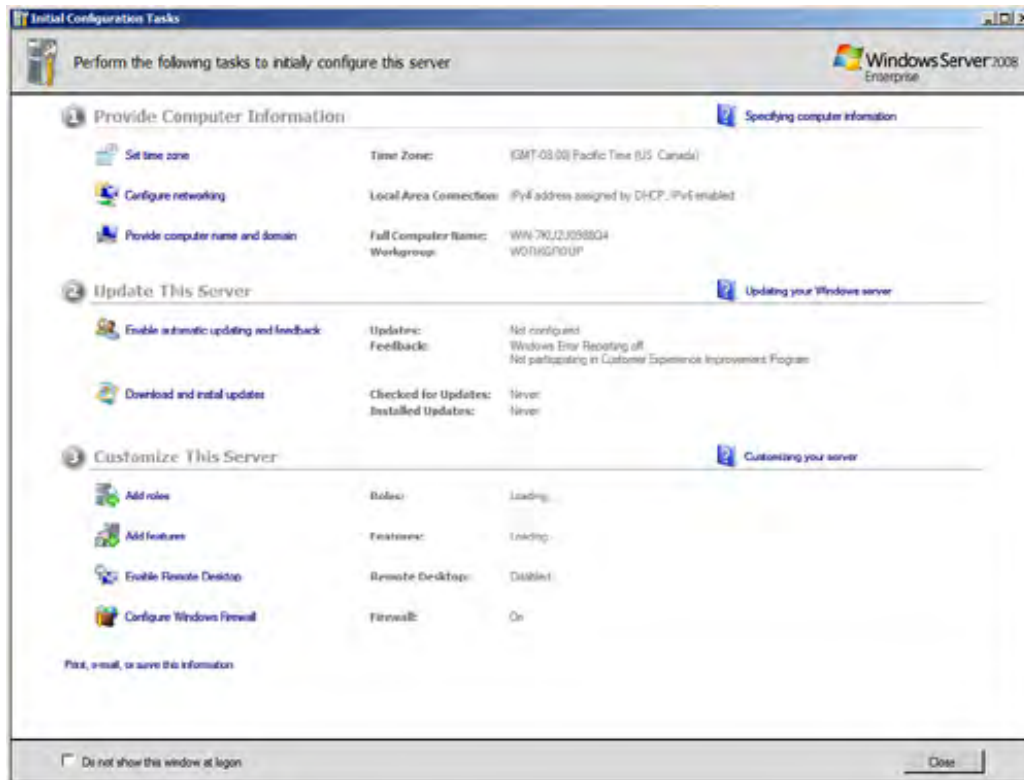 Initial Configuration Tasks
Perform the following tasks to initially configure this server
Windows Server 2008
Enterprise
1 Provide Computer Information
Specifying computer information
Set time zone Time Zone: (GMT-08:00) Pacific Time (US Canada)
Configure networking Local Area Connection: IPv4 address assigned by DHCP, IPv6 enabled
Provide computer name and domain Full Computer Name:
Workgroup: WORKGROUP
2 Update This Server
Updating your Windows server
Enable automatic updating and feedback Updates: Not configured
Feedback: Windows Error Reporting off
Not participating in Customer Experience Improvement Program
Download and install updates Checked for Updates: Never
Installed Updates: Never
3 Customize This Server
Customizing your server
Add roles Roles: Loading...
Add features Features: Loading...
Enable Remote Desktop Remote Desktop: Disabled
Configure Windows Firewall Firewall: On
Print, e-mail, or save this information
Do not show this window at logon
Close